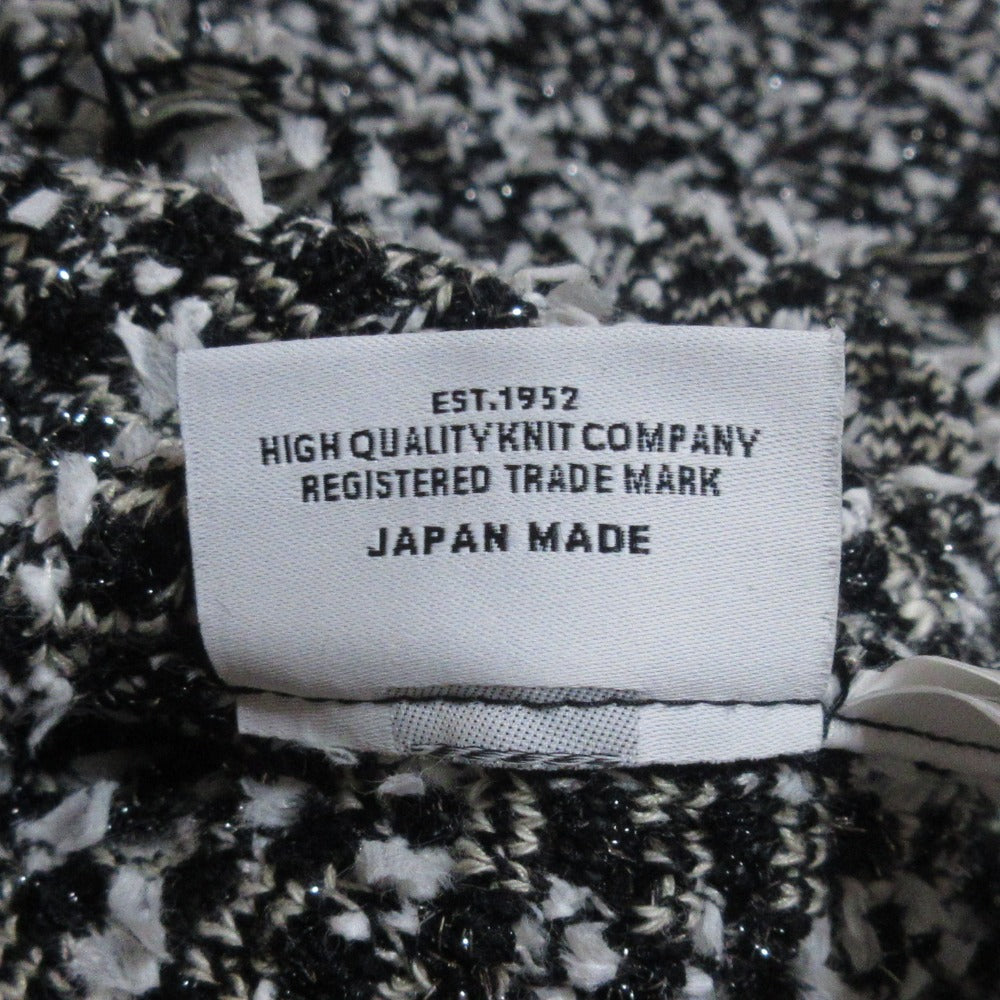 EST.1952
HIGH QUALITY KNIT COMPANY
REGISTERED TRADE MARK
JAPAN MADE